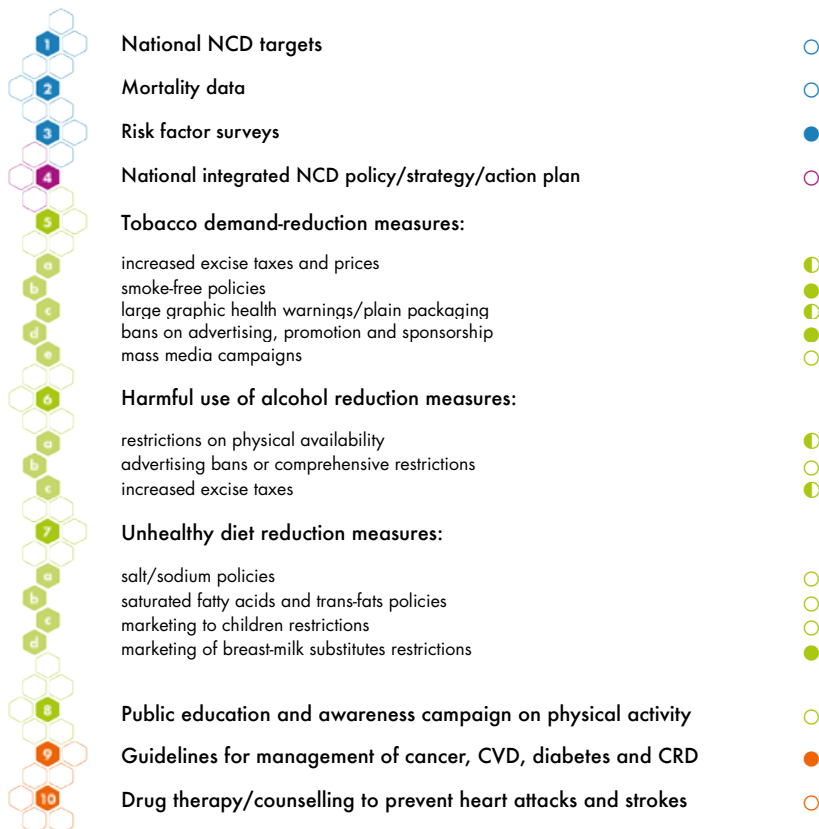 1 National NCD targets
2 Mortality data
3 Risk factor surveys
4 National integrated NCD policy/strategy/action plan
5 Tobacco demand-reduction measures:
a increased excise taxes and prices
b smoke-free policies
c large graphic health warnings/plain packaging
d bans on advertising, promotion and sponsorship
e mass media campaigns
6 Harmful use of alcohol reduction measures:
a restrictions on physical availability
b advertising bans or comprehensive restrictions
c increased excise taxes
7 Unhealthy diet reduction measures:
a salt/sodium policies
b saturated fatty acids and trans-fats policies
c marketing to children restrictions
d marketing of breast-milk substitutes restrictions
8 Public education and awareness campaign on physical activity
9 Guidelines for management of cancer, CVD, diabetes and CRD
10 Drug therapy/counselling to prevent heart attacks and strokes